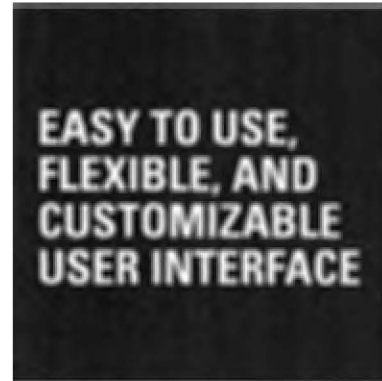 EASY TO USE,
FLEXIBLE, AND
CUSTOMIZABLE
USER INTERFACE